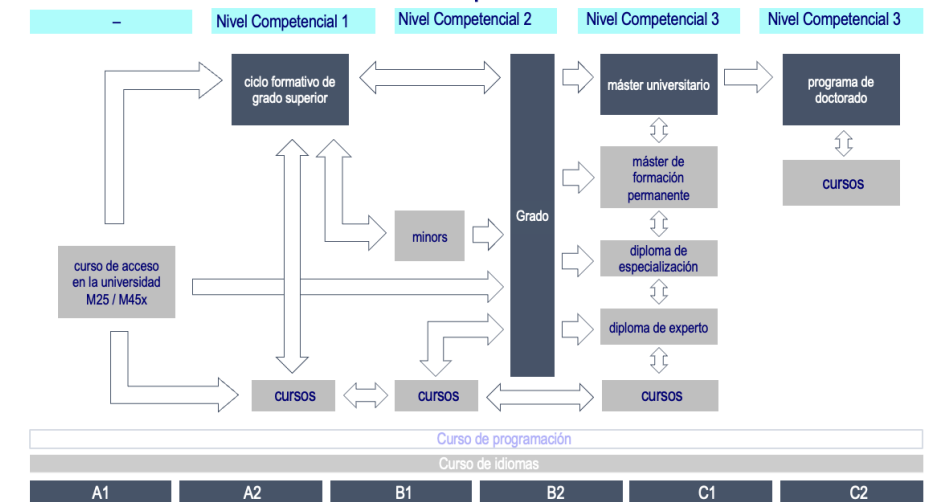 –
Nivel Competencial 1
Nivel Competencial 2
Nivel Competencial 3
Nivel Competencial 3
ciclo formativo de
grado superior
máster universitario
programa de
doctorado
máster de
formación
permanente
cursos
Grado
minors
curso de acceso
en la universidad
M25 / M45x
diploma de
especialización
diploma de experto
cursos
cursos
cursos
Curso de programación
Curso de idiomas
A1
A2
B1
B2
C1
C2